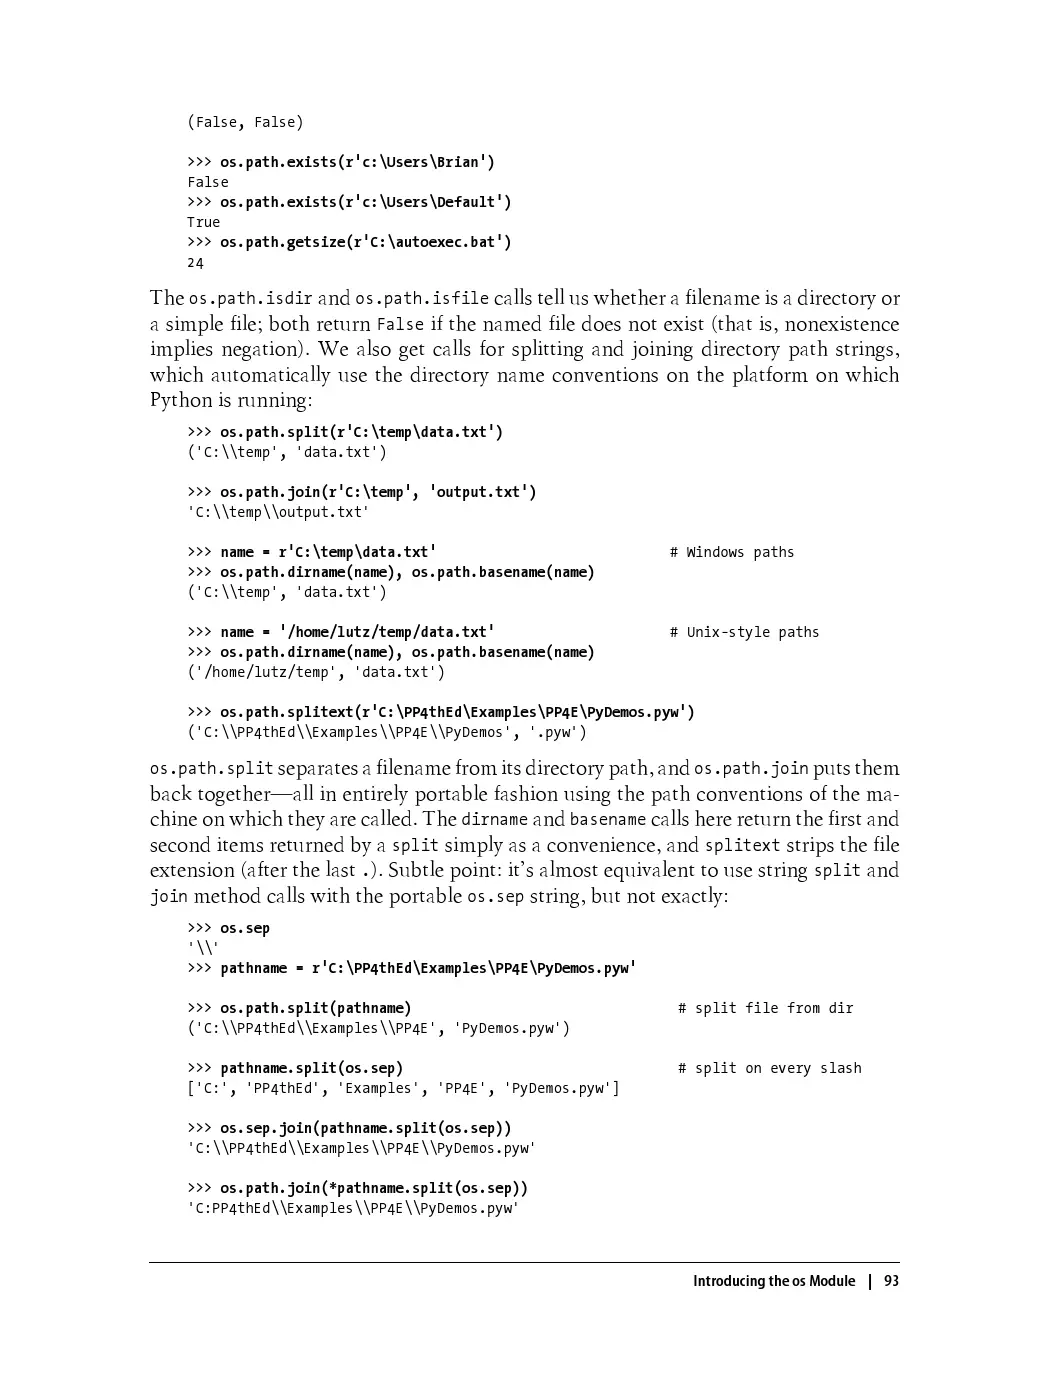 (False, False)
>>> os.path.exists(r'c:\Users\Brian')
False
>>> os.path.exists(r'c:\Users\Default')
True
>>> os.path.getsize(r'C:\autoexec.bat')
24
The os.path.isdir and os.path.isfile calls tell us whether a filename is a directory or
a simple file; both return False if the named file does not exist (that is, nonexistence
implies negation). We also get calls for splitting and joining directory path strings,
which automatically use the directory name conventions on the platform on which
Python is running:
>>> os.path.split(r'C:\temp\data.txt')
('C:\\temp', 'data.txt')
>>> os.path.join(r'C:\temp', 'output.txt')
'C:\\temp\\output.txt'
>>> name = r'C:\temp\data.txt' # Windows paths
>>> os.path.dirname(name), os.path.basename(name)
('C:\\temp', 'data.txt')
>>> name = '/home/lutz/temp/data.txt' # Unix-style paths
>>> os.path.dirname(name), os.path.basename(name)
('/home/lutz/temp', 'data.txt')
>>> os.path.splitext(r'C:\PP4thEd\Examples\PP4E\PyDemos.pyw')
('C:\\PP4thEd\\Examples\\PP4E\\PyDemos', '.pyw')
os.path.split separates a filename from its directory path, and os.path.join puts them
back together—all in entirely portable fashion using the path conventions of the ma-
chine on which they are called. The dirname and basename calls here return the first and
second items returned by a split simply as a convenience, and splitext strips the file
extension (after the last .). Subtle point: it's almost equivalent to use string split and
join method calls with the portable os.sep string, but not exactly:
>>> os.sep
'\\'
>>> pathname = r'C:\PP4thEd\Examples\PP4E\PyDemos.pyw'
>>> os.path.split(pathname) # split file from dir
('C:\\PP4thEd\\Examples\\PP4E', 'PyDemos.pyw')
>>> pathname.split(os.sep) # split on every slash
['C:', 'PP4thEd', 'Examples', 'PP4E', 'PyDemos.pyw']
>>> os.sep.join(pathname.split(os.sep))
'C:\\PP4thEd\\Examples\\PP4E\\PyDemos.pyw'
>>> os.path.join(*pathname.split(os.sep))
'C:PP4thEd\\Examples\\PP4E\\PyDemos.pyw'
Introducing the os Module | 93